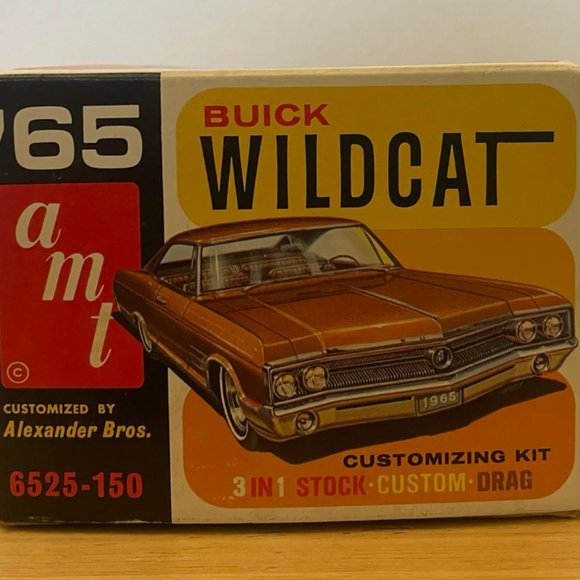 '65
amt
©
CUSTOMIZED BY
Alexander Bros.
6525-150
BUICK
WILDCAT
1965
CUSTOMIZING KIT
3 IN 1 STOCK·CUSTOM·DRAG